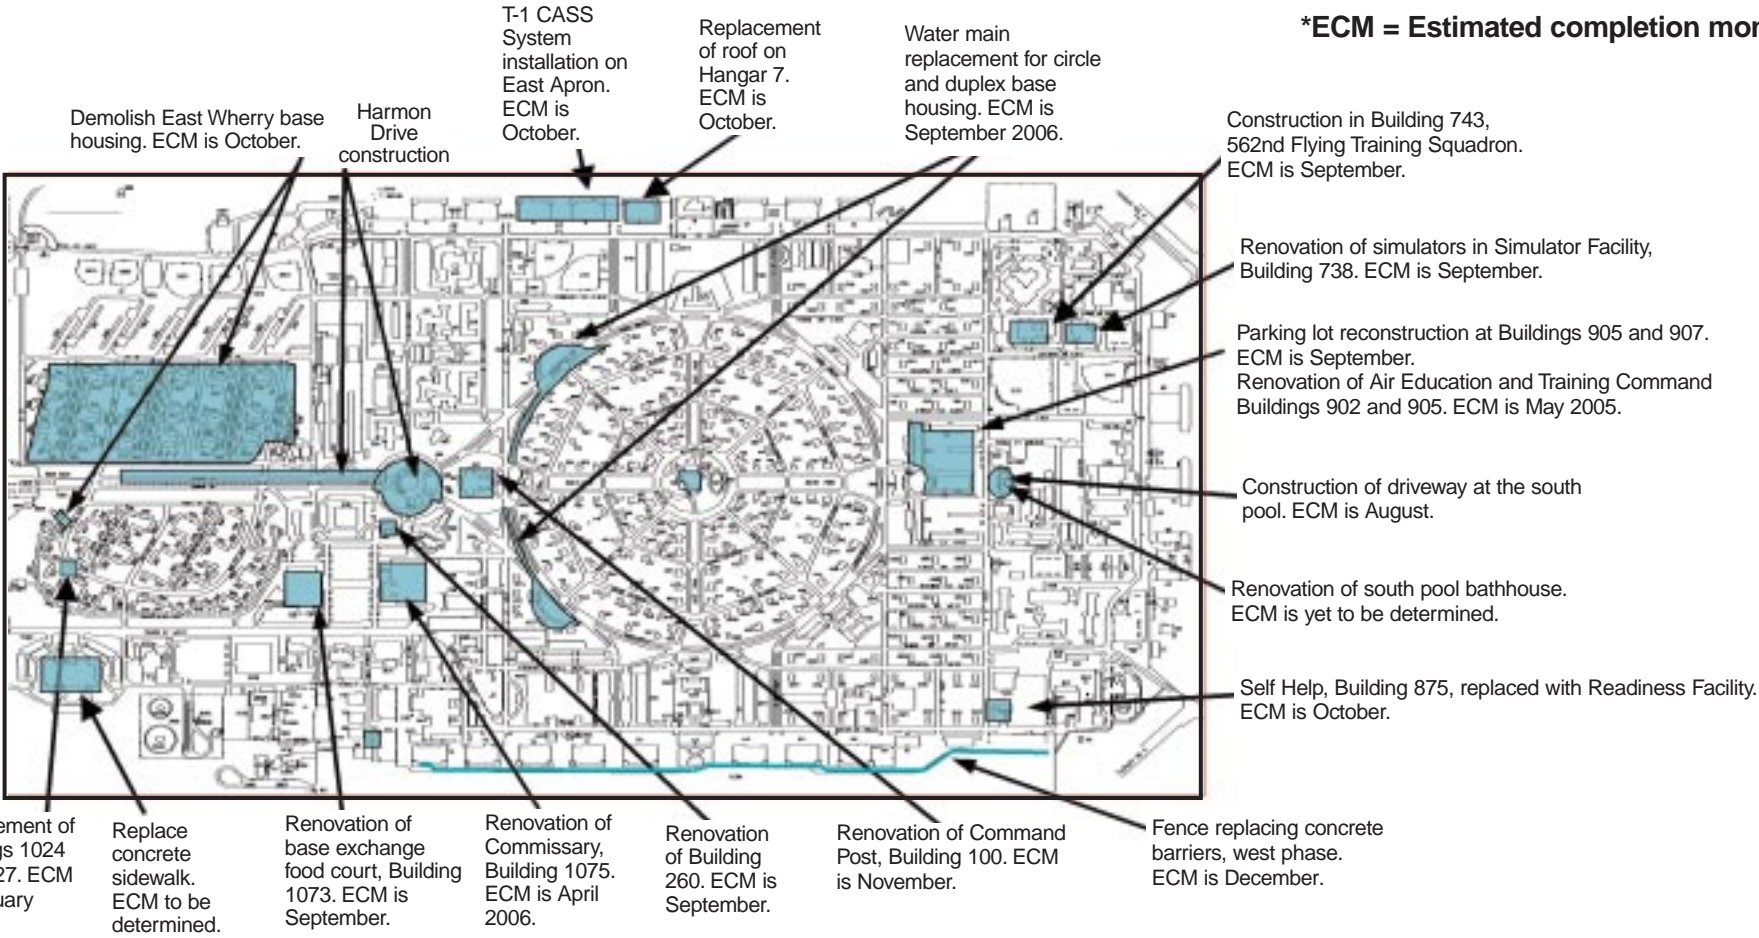 T-1 CASS
System
installation on
East Apron.
ECM is
October.
Replacement
of roof on
Hangar 7.
ECM is
October.
Water main
replacement for circle
and duplex base
housing. ECM is
September 2006.
*ECM = Estimated completion mon
Demolish East Wherry base
housing. ECM is October.
Harmon
Drive
construction
Construction in Building 743,
562nd Flying Training Squadron.
ECM is September.
Renovation of simulators in Simulator Facility,
Building 738. ECM is September.
Parking lot reconstruction at Buildings 905 and 907.
ECM is September.
Renovation of Air Education and Training Command
Buildings 902 and 905. ECM is May 2005.
Construction of driveway at the south
pool. ECM is August.
Renovation of south pool bathhouse.
ECM is yet to be determined.
Self Help, Building 875, replaced with Readiness Facility.
ECM is October.
ement of
gs 1024
27. ECM
uary
Replace
concrete
sidewalk.
ECM to be
determined.
Renovation of
base exchange
food court, Building
1073. ECM is
September.
Renovation of
Commissary,
Building 1075.
ECM is April
2006.
Renovation
of Building
260. ECM is
September.
Renovation of Command
Post, Building 100. ECM
is November.
Fence replacing concrete
barriers, west phase.
ECM is December.